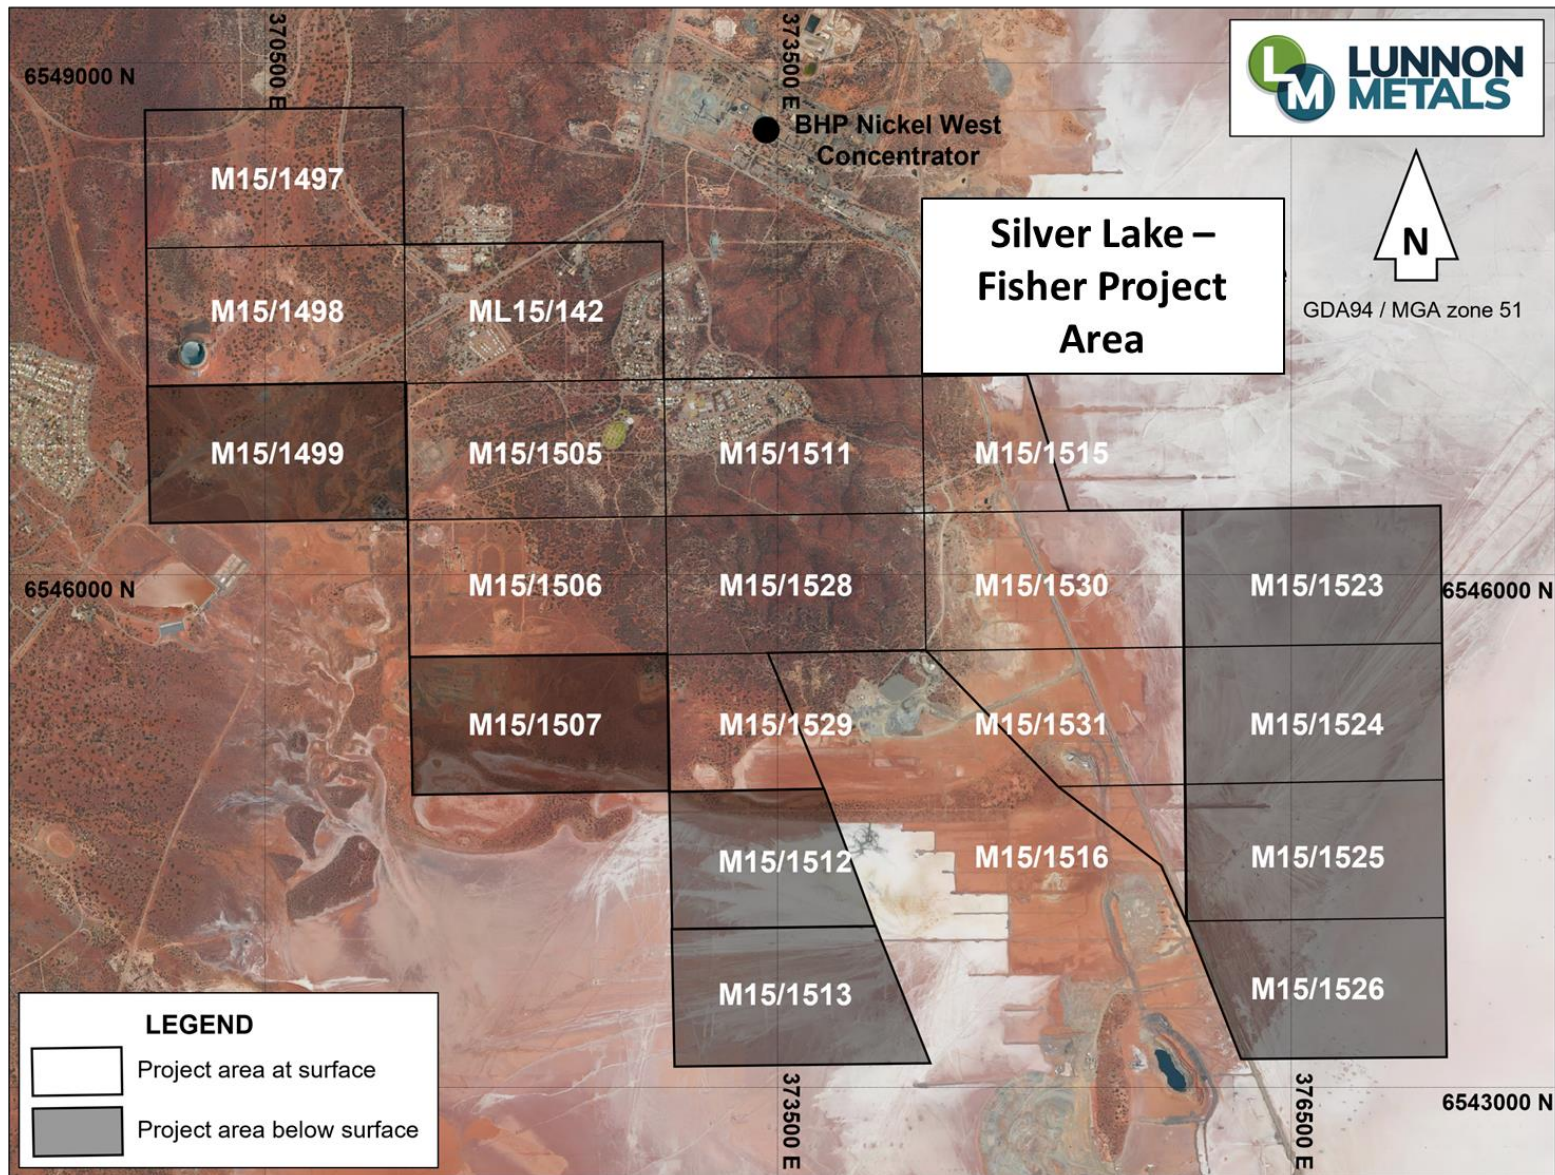 6549000 N
370500 E
373500 E
LUNNON
METALS
LM
BHP Nickel West
Concentrator
N
GDA94 / MGA zone 51
Silver Lake –
Fisher Project
Area
M15/1497
M15/1498
ML15/142
M15/1499
M15/1505
M15/1511
M15/1515
6546000 N
M15/1506
M15/1528
M15/1530
M15/1523
6546000 N
M15/1507
M15/1529
M15/1531
M15/1524
M15/1512
M15/1516
M15/1525
M15/1513
M15/1526
LEGEND
Project area at surface
Project area below surface
373500 E
376500 E
6543000 N